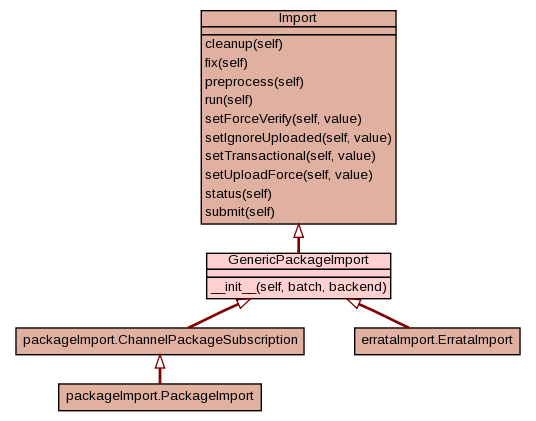 Import
cleanup(self)
fix(self)
preprocess(self)
run(self)
setForceVerify(self, value)
setIgnoreUploaded(self, value)
setTransactional(self, value)
setUploadForce(self, value)
status(self)
submit(self)
GenericPackageImport
__init__(self, batch, backend)
packageImport.ChannelPackageSubscription
errataImport.ErrataImport
packageImport.PackageImport